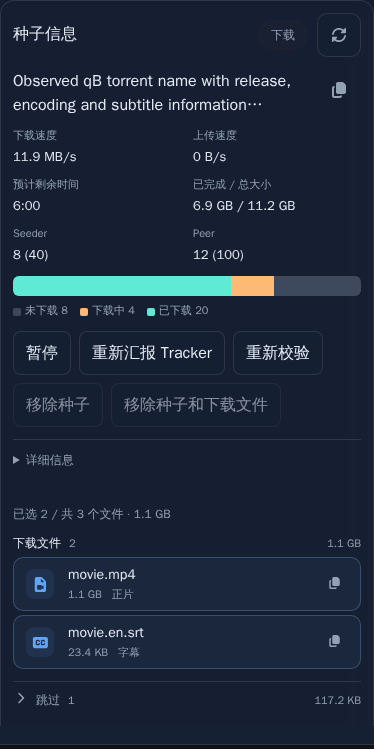 种子信息
下载
Observed qB torrent name with release,
encoding and subtitle information…
下载速度 上传速度
11.9 MB/s 0 B/s
预计剩余时间 已完成 / 总大小
6:00 6.9 GB / 11.2 GB
Seeder Peer
8 (40) 12 (100)
未下载 8 下载中 4 已下载 20
暂停 重新汇报 Tracker 重新校验
移除种子 移除种子和下载文件
详细信息
已选 2 / 共 3 个文件 · 1.1 GB
下载文件 2 1.1 GB
movie.mp4
1.1 GB 正片
CC movie.en.srt
23.4 KB 字幕
跳过 1 117.2 KB